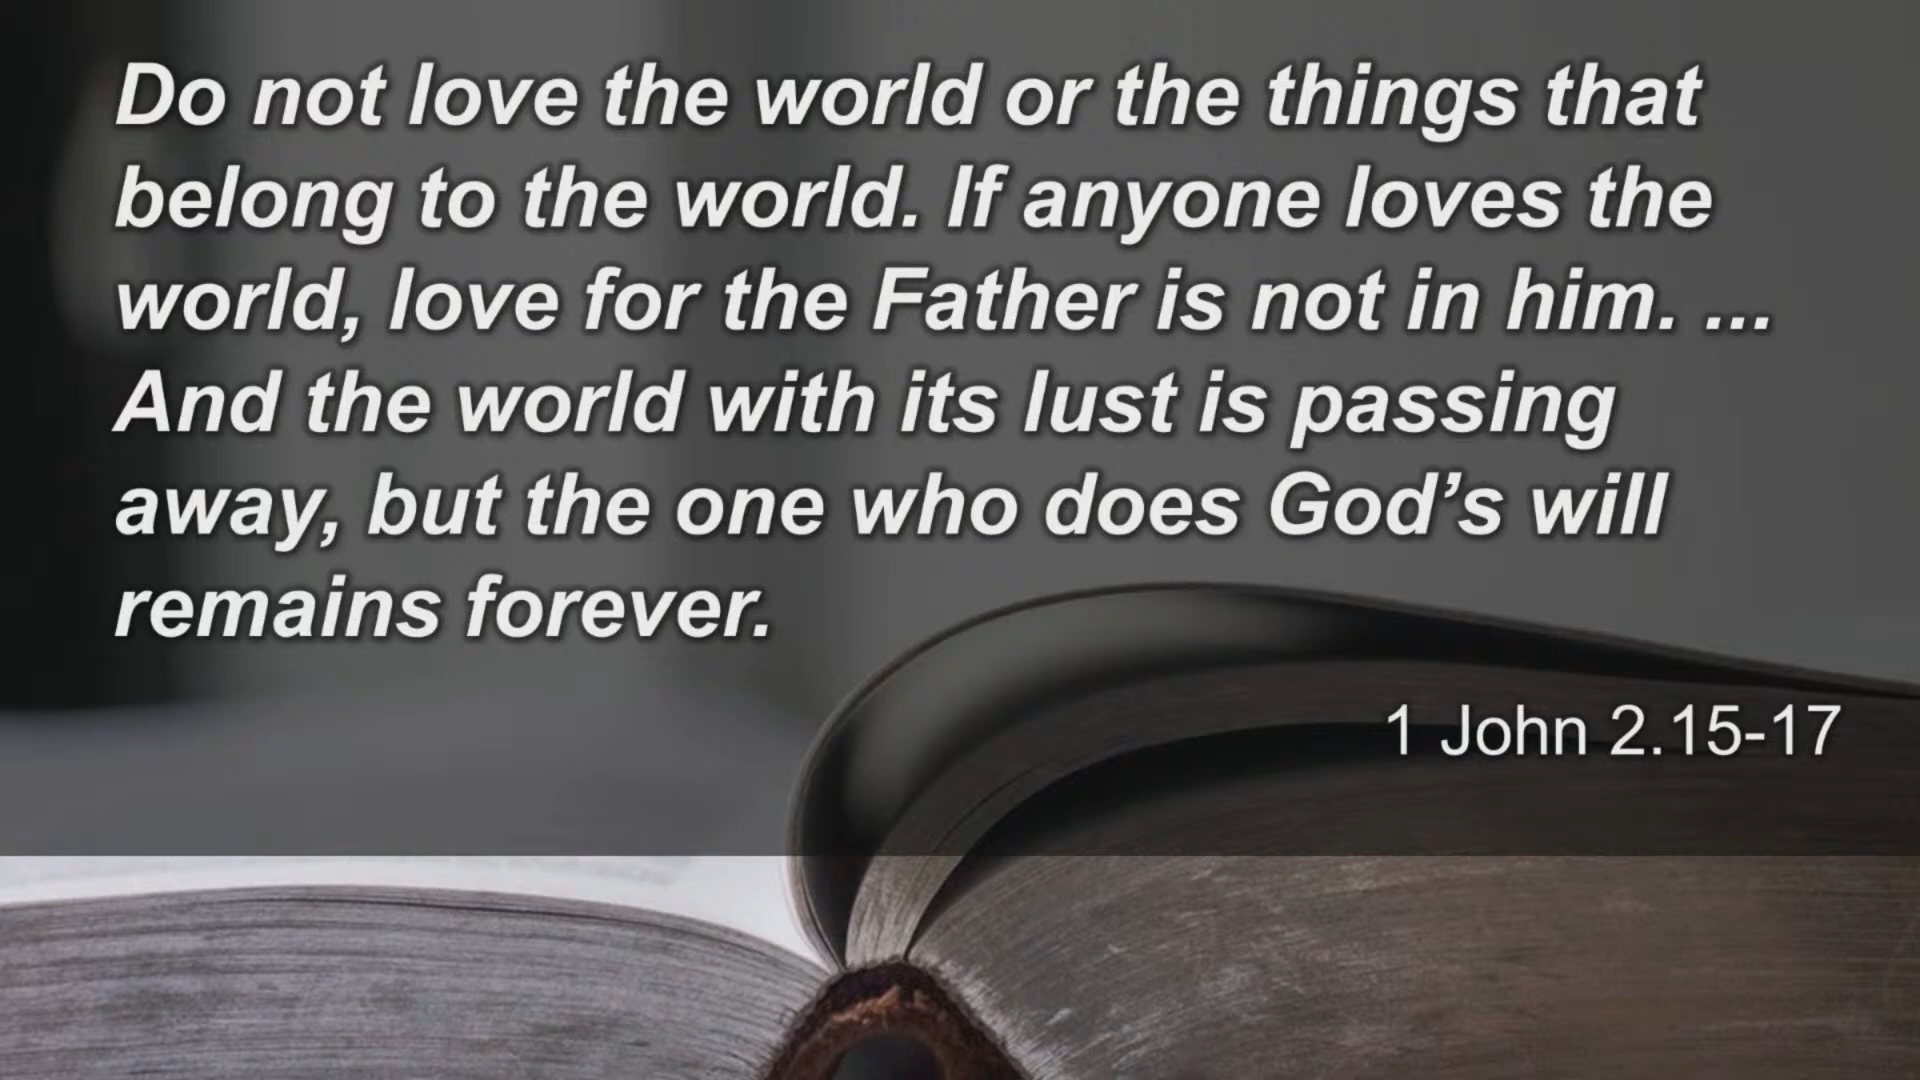 Do not love the world or the things that
belong to the world. If anyone loves the
world, love for the Father is not in him. ...
And the world with its lust is passing
away, but the one who does God’s will
remains forever.
1 John 2.15-17